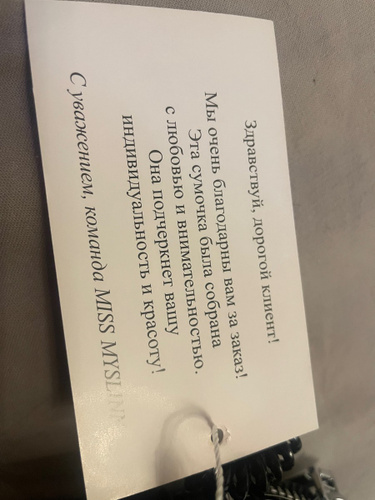 Здравствуй, дорогой клиент!
Мы очень благодарны вам за заказ!
Эта сумочка была собрана
с любовью и внимательностью.
Она подчеркнет вашу
индивидуальность и красоту!
С уважением, команда MISS